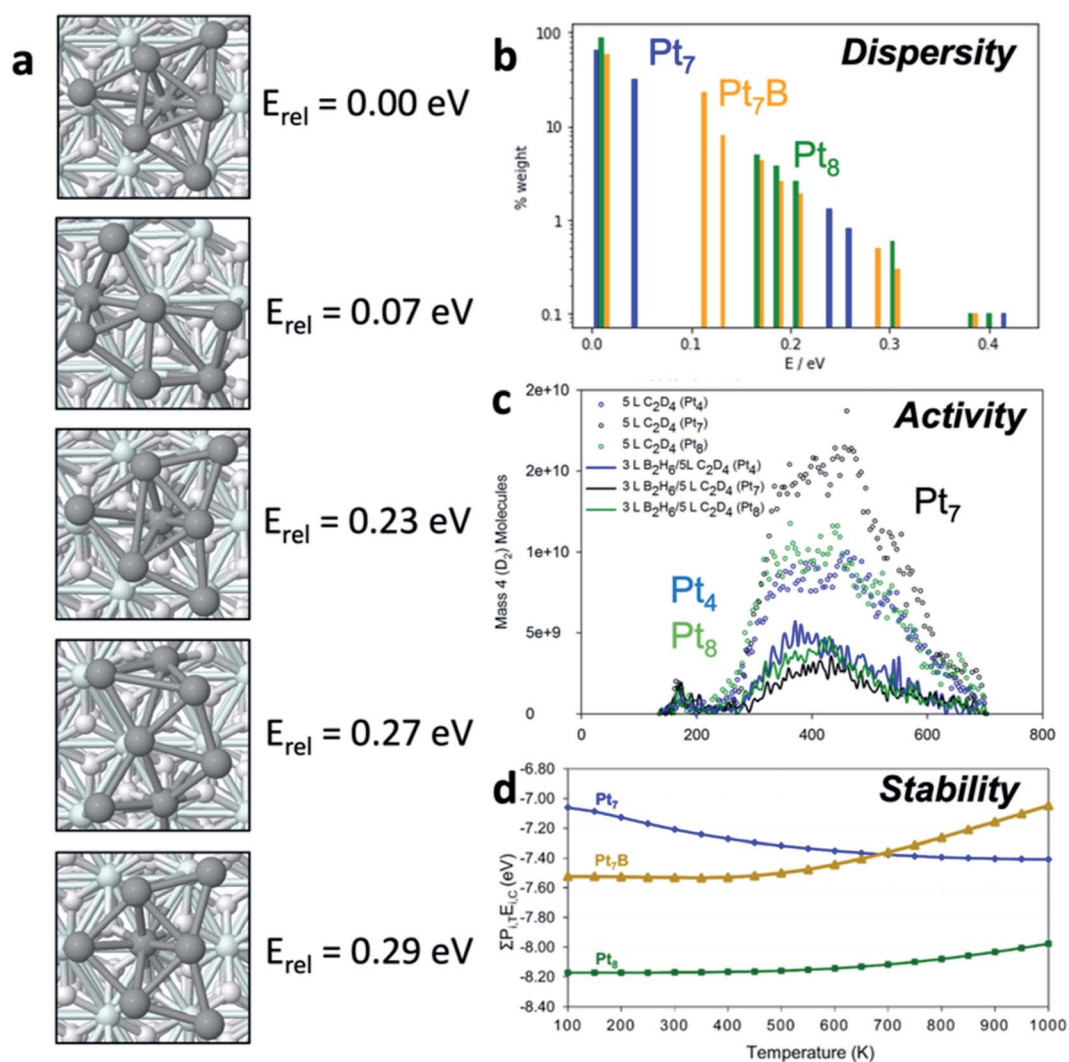 a
E_rel = 0.00 eV
E_rel = 0.07 eV
E_rel = 0.23 eV
E_rel = 0.27 eV
E_rel = 0.29 eV
b
Dispersity
Pt₇
Pt₇B
Pt₈
% weight
100
10
1
0.1
0.0 0.1 0.2 0.3 0.4
E / eV
c
Activity
5 L C₂D₄ (Pt₄)
5 L C₂D₄ (Pt₇)
5 L C₂D₄ (Pt₈)
3 L B₂H₆/5L C₂D₄ (Pt₄)
3 L B₂H₆/5 L C₂D₄ (Pt₇)
3 L B₂H₆/5 L C₂D₄ (Pt₈)
Pt₇
Pt₄
Pt₈
Mass 4 (D₂) Molecules
2e+10
2e+10
1e+10
5e+9
0
0 200 400 600 800
d
Stability
Pt₇
Pt₇B
Pt₈
ΣP_i,T E_i,C (eV)
-6.80
-7.00
-7.20
-7.40
-7.60
-7.80
-8.00
-8.20
-8.40
100 200 300 400 500 600 700 800 900 1000
Temperature (K)